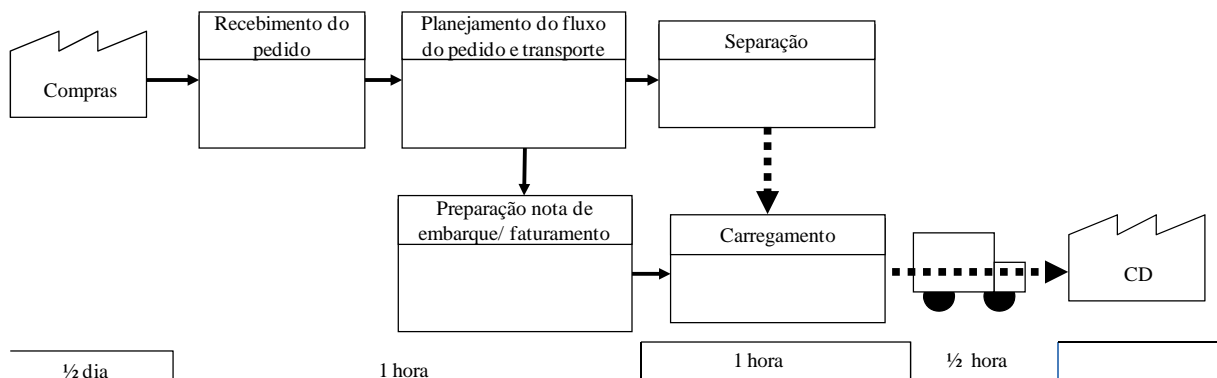 Recebimento do
pedido
Planejamento do fluxo
do pedido e transporte
Separação
Compras
Preparação nota de
embarque/ faturamento
Carregamento
CD
½ dia
1 hora
1 hora
½ hora